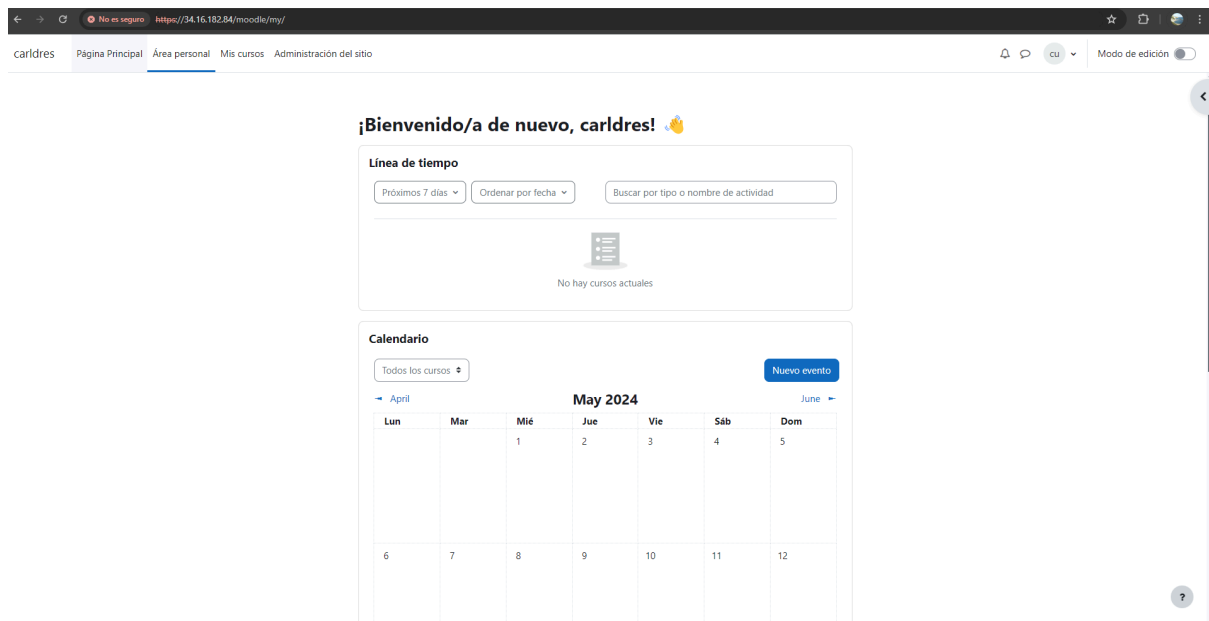 No es seguro https://34.16.182.84/moodle/my/
carldres Página Principal Área personal Mis cursos Administración del sitio cu Modo de edición
¡Bienvenido/a de nuevo, carldres! 👋
Línea de tiempo
Próximos 7 días Ordenar por fecha Buscar por tipo o nombre de actividad
No hay cursos actuales
Calendario
Todos los cursos Nuevo evento
◄ April May 2024 June ►
Lun Mar Mié Jue Vie Sáb Dom
1 2 3 4 5
6 7 8 9 10 11 12
?